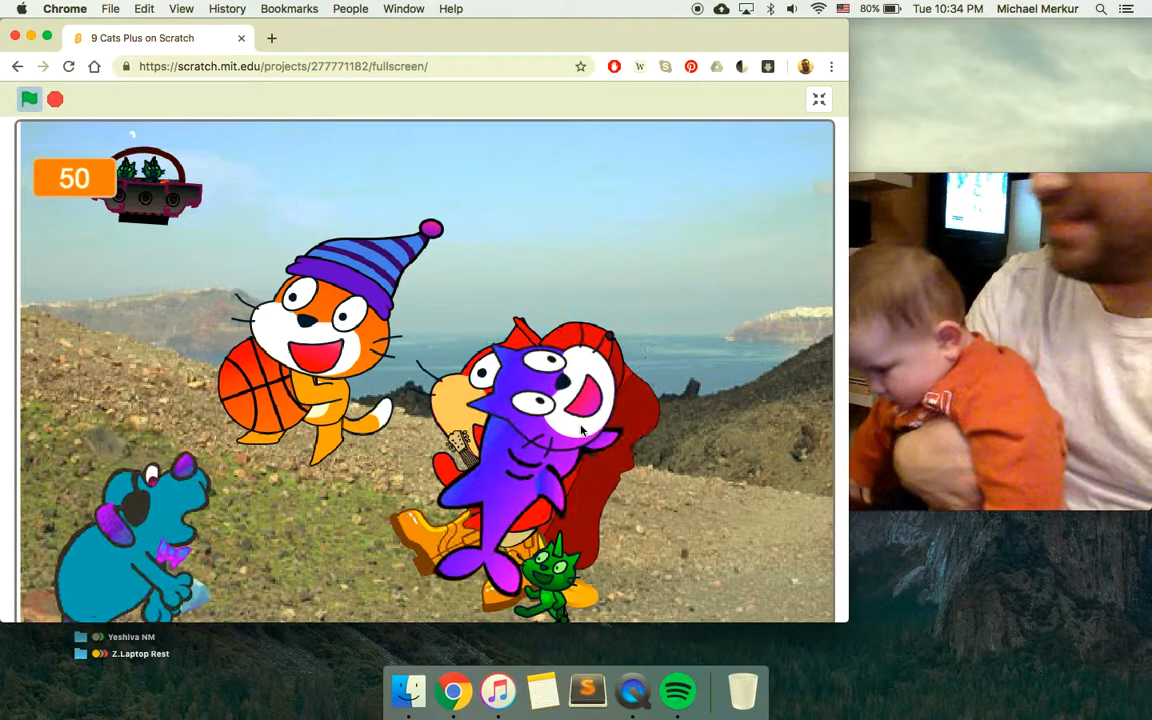 Chrome File Edit View History Bookmarks People Window Help 80% Tue 10:34 PM Michael Merkur
9 Cats Plus on Scratch
https://scratch.mit.edu/projects/277771182/fullscreen/
W
50
Yeshiva NM
Z.Laptop Rest
S